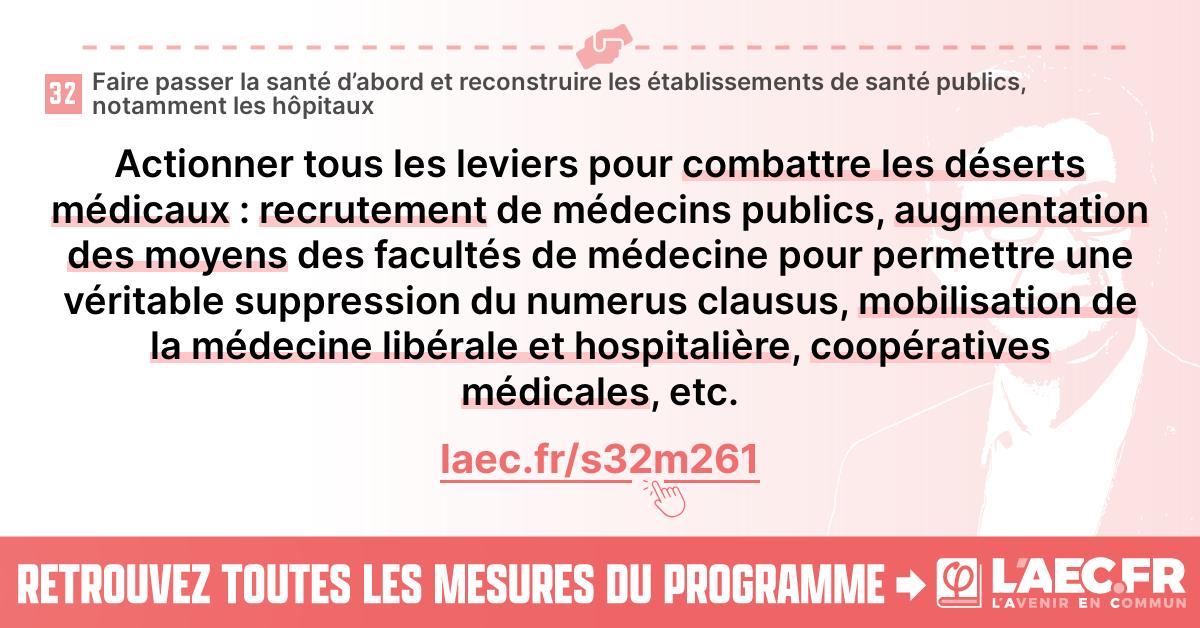 32
Faire passer la santé d’abord et reconstruire les établissements de santé publics,
notamment les hôpitaux
Actionner tous les leviers pour combattre les déserts
médicaux : recrutement de médecins publics, augmentation
des moyens des facultés de médecine pour permettre une
véritable suppression du numerus clausus, mobilisation de
la médecine libérale et hospitalière, coopératives
médicales, etc.
laec.fr/s32m261
RETROUVEZ TOUTES LES MESURES DU PROGRAMME
φ
L'AEC.FR
L'AVENIR EN COMMUN